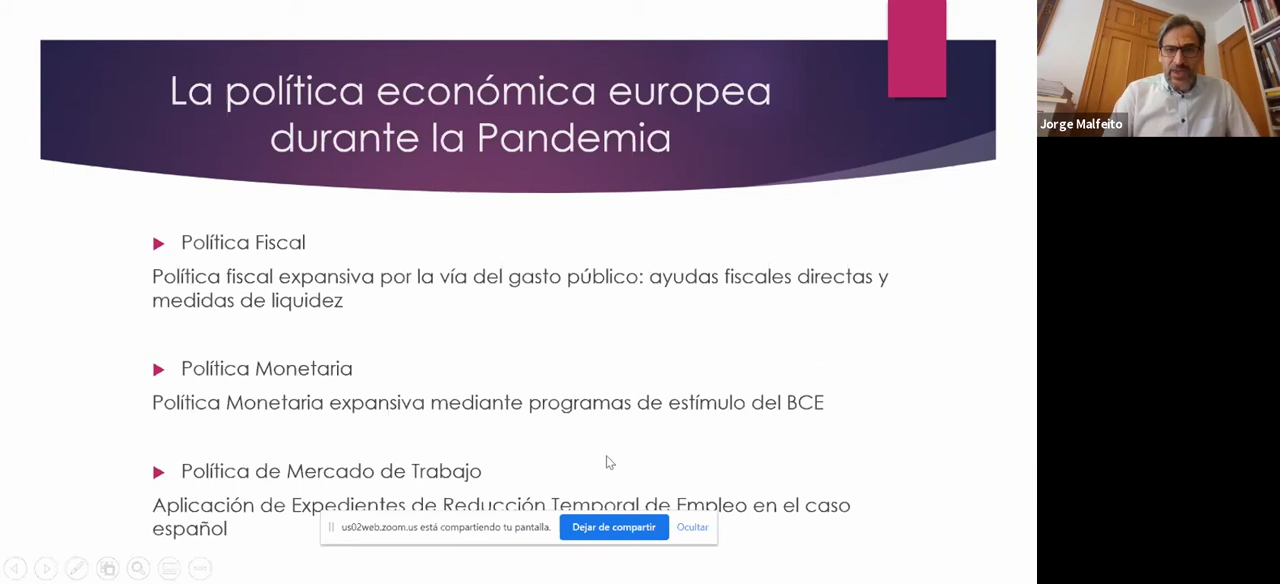 La política económica europea
durante la Pandemia
Política Fiscal
Política fiscal expansiva por la vía del gasto público: ayudas fiscales directas y
medidas de liquidez
Política Monetaria
Política Monetaria expansiva mediante programas de estímulo del BCE
Política de Mercado de Trabajo
Aplicación de Expedientes de Reducción Temporal de Empleo en el caso
español
us02web.zoom.us está compartiendo tu pantalla.
Dejar de compartir
Ocultar
Jorge Malfeito